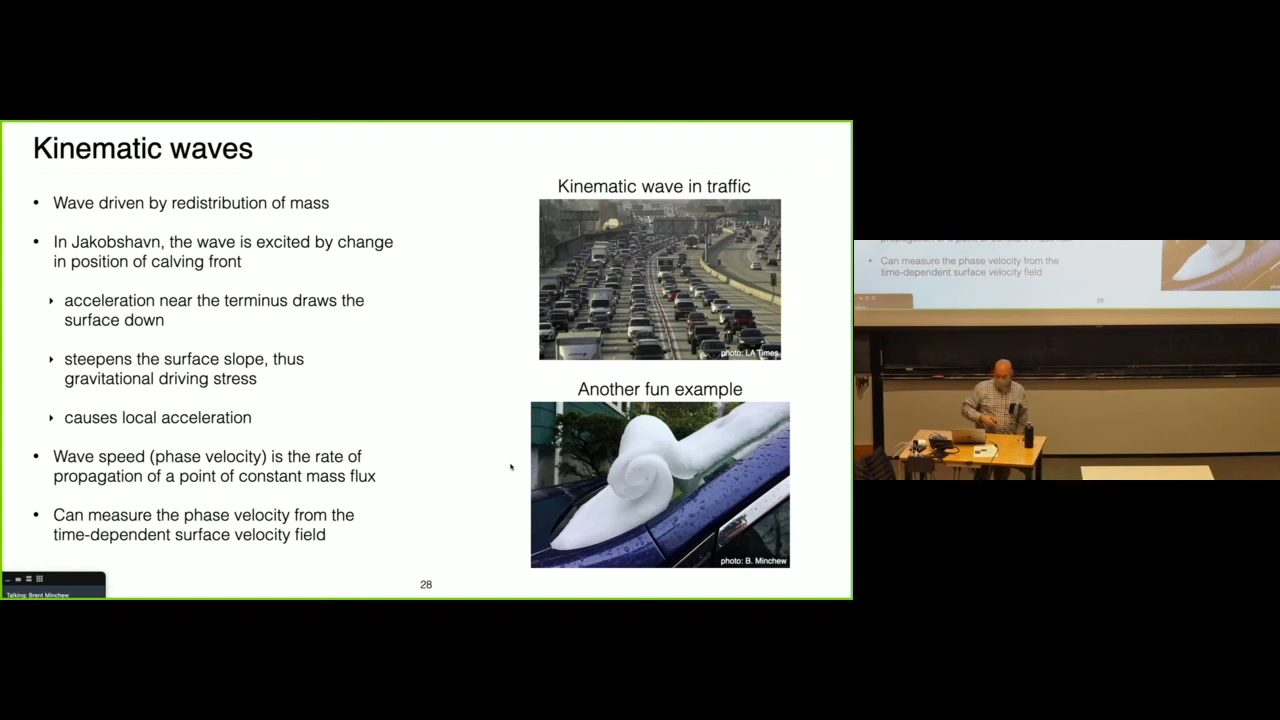 Kinematic waves
• Wave driven by redistribution of mass
• In Jakobshavn, the wave is excited by change
in position of calving front
‣ acceleration near the terminus draws the
surface down
‣ steepens the surface slope, thus
gravitational driving stress
‣ causes local acceleration
• Wave speed (phase velocity) is the rate of
propagation of a point of constant mass flux
• Can measure the phase velocity from the
time-dependent surface velocity field
Kinematic wave in traffic
photo: LA Times
Another fun example
photo: B. Minchew
28
Talking: Brent Minchew
• Can measure the phase velocity from the
time-dependent surface velocity field
28